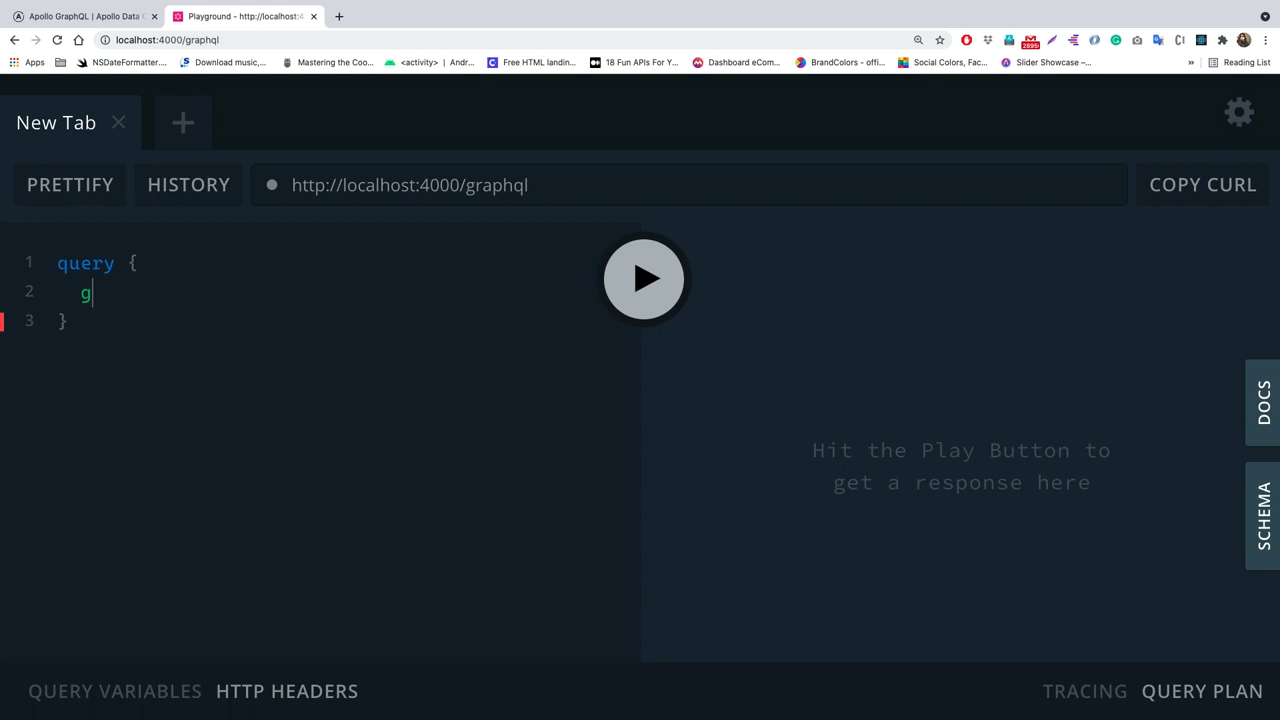 Apollo GraphQL | Apollo Data
Playground - http://localhost:4
localhost:4000/graphql
2895
Apps
NSDateFormatter....
Download music,...
Mastering the Coo...
<activity> | Andr...
Free HTML landin...
18 Fun APIs For Y...
Dashboard eCom...
BrandColors - offi...
Social Colors, Fac...
Slider Showcase –...
»
Reading List
New Tab
PRETTIFY
HISTORY
http://localhost:4000/graphql
COPY CURL
1 query {
2 g
3 }
Hit the Play Button to
get a response here
DOCS
SCHEMA
QUERY VARIABLES
HTTP HEADERS
TRACING
QUERY PLAN